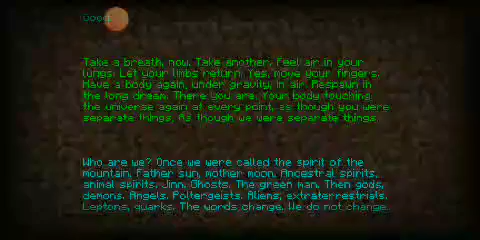 Take a breath, now. Take another. Feel air in your
lungs. Let your limbs return. Yes, move your fingers.
Have a body again, under gravity, in air. Respawn in
the long dream. There you are. Your body touching
the universe again at every point, as though you were
separate things. As though we were separate things.
Who are we? Once we were called the spirit of the
mountain. Father sun, mother moon. Ancestral spirits,
animal spirits. Jinn. Ghosts. The green man. Then gods,
demons. Angels. Poltergeists. Aliens, extraterrestrials.
Leptons, quarks. The words change. We do not change.